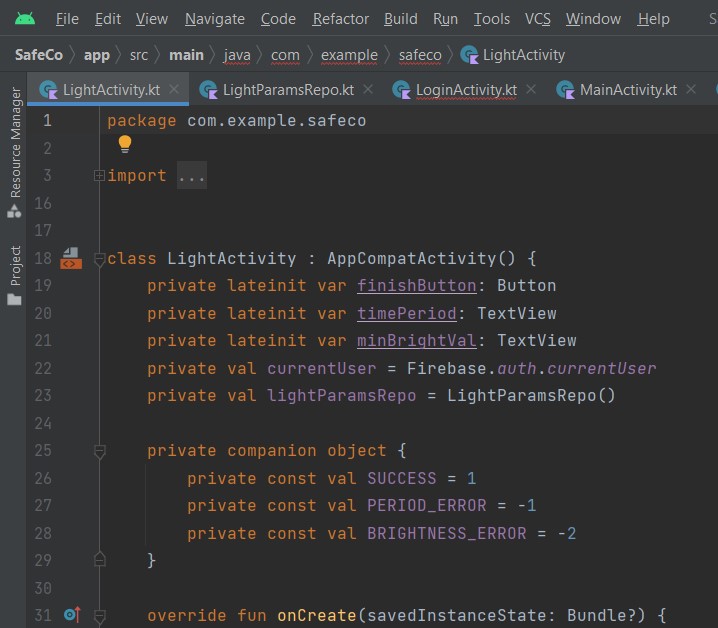 File Edit View Navigate Code Refactor Build Run Tools VCS Window Help S
SafeCo app src main java com example safeco LightActivity
LightActivity.kt LightParamsRepo.kt LoginActivity.kt MainActivity.kt
Resource Manager
Project
1 package com.example.safeco
2
3 import ...
16
17
18 class LightActivity : AppCompatActivity() {
19 private lateinit var finishButton: Button
20 private lateinit var timePeriod: TextView
21 private lateinit var minBrightVal: TextView
22 private val currentUser = Firebase.auth.currentUser
23 private val lightParamsRepo = LightParamsRepo()
24
25 private companion object {
26 private const val SUCCESS = 1
27 private const val PERIOD_ERROR = -1
28 private const val BRIGHTNESS_ERROR = -2
29 }
30
31 override fun onCreate(savedInstanceState: Bundle?) {